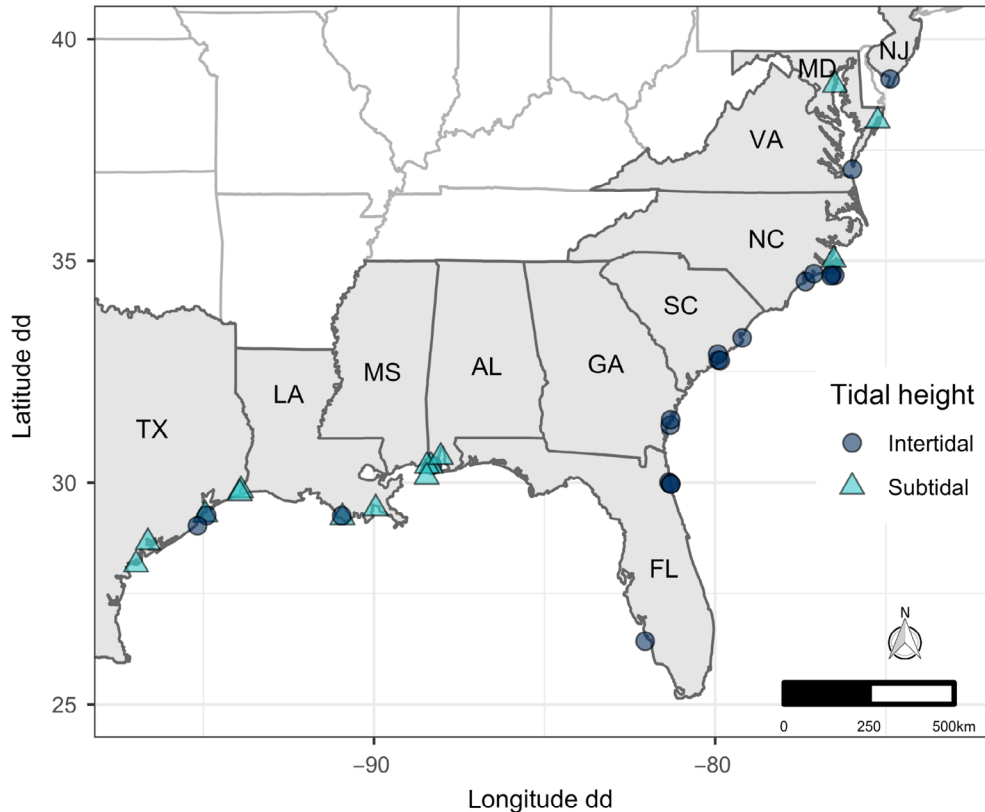 40
35
30
25
Latitude dd
NJ
MD
VA
NC
SC
MS
AL
GA
LA
TX
FL
Tidal height
Intertidal
Subtidal
N
0 250 500km
−90 −80
Longitude dd